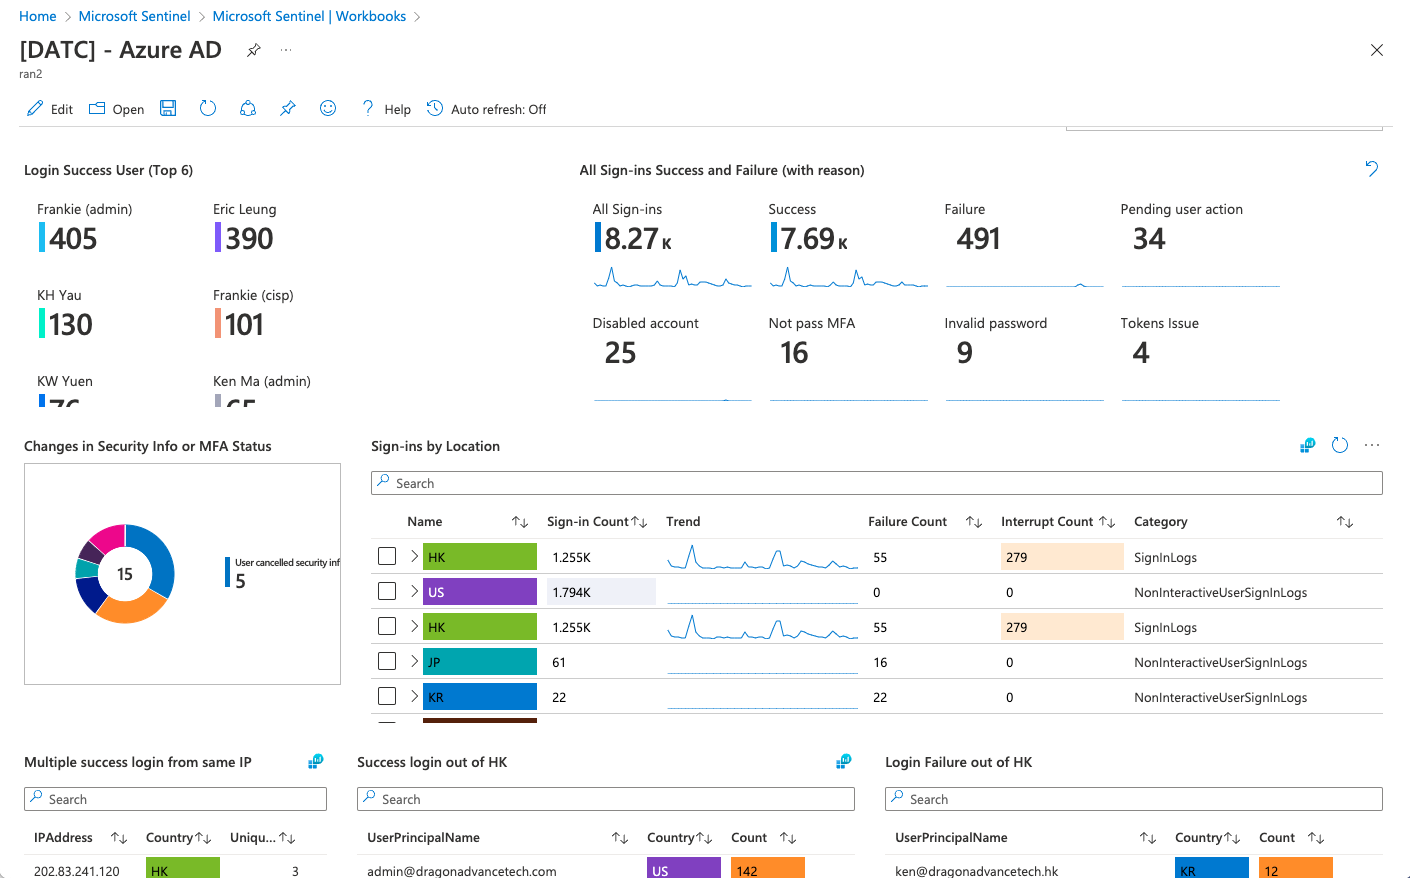 Home > Microsoft Sentinel > Microsoft Sentinel | Workbooks >
[DATC] - Azure AD ...
ran2
Edit Open ? Help Auto refresh: Off
Login Success User (Top 6)
Frankie (admin) Eric Leung
405 390
KH Yau Frankie (cisp)
130 101
KW Yuen Ken Ma (admin)
76 65
All Sign-ins Success and Failure (with reason)
All Sign-ins Success Failure Pending user action
8.27 K 7.69 K 491 34
Disabled account Not pass MFA Invalid password Tokens Issue
25 16 9 4
Changes in Security Info or MFA Status
15
User cancelled security inf
5
Sign-ins by Location
Search
Name Sign-in Count Trend Failure Count Interrupt Count Category
HK 1.255K 55 279 SignInLogs
US 1.794K 0 0 NonInteractiveUserSignInLogs
HK 1.255K 55 279 SignInLogs
JP 61 16 0 NonInteractiveUserSignInLogs
KR 22 22 0 NonInteractiveUserSignInLogs
Multiple success login from same IP
Search
IPAddress Country Uniqu...
202.83.241.120 HK 3
Success login out of HK
Search
UserPrincipalName Country Count
admin@dragonadvancetech.com US 142
Login Failure out of HK
Search
UserPrincipalName Country Count
ken@dragonadvancetech.hk KR 12